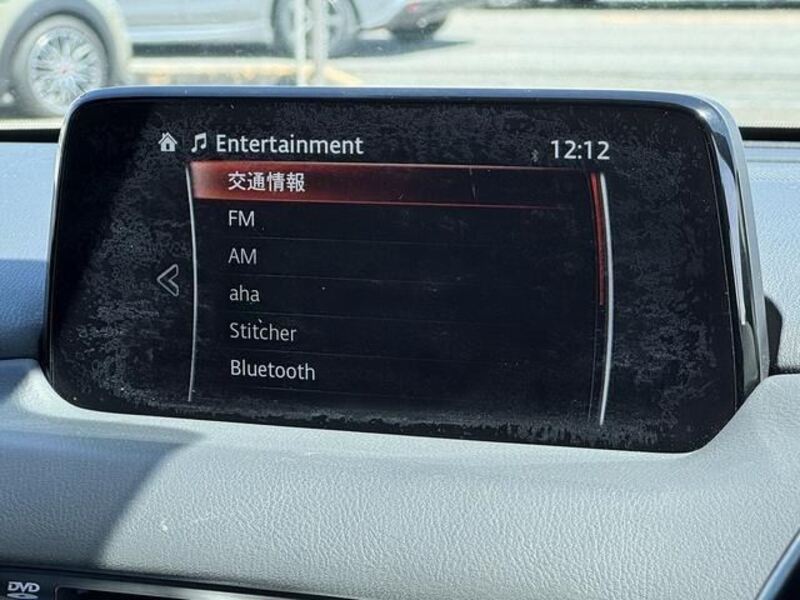 Entertainment 12:12
交通情報
FM
AM
aha
Stitcher
Bluetooth
DVD